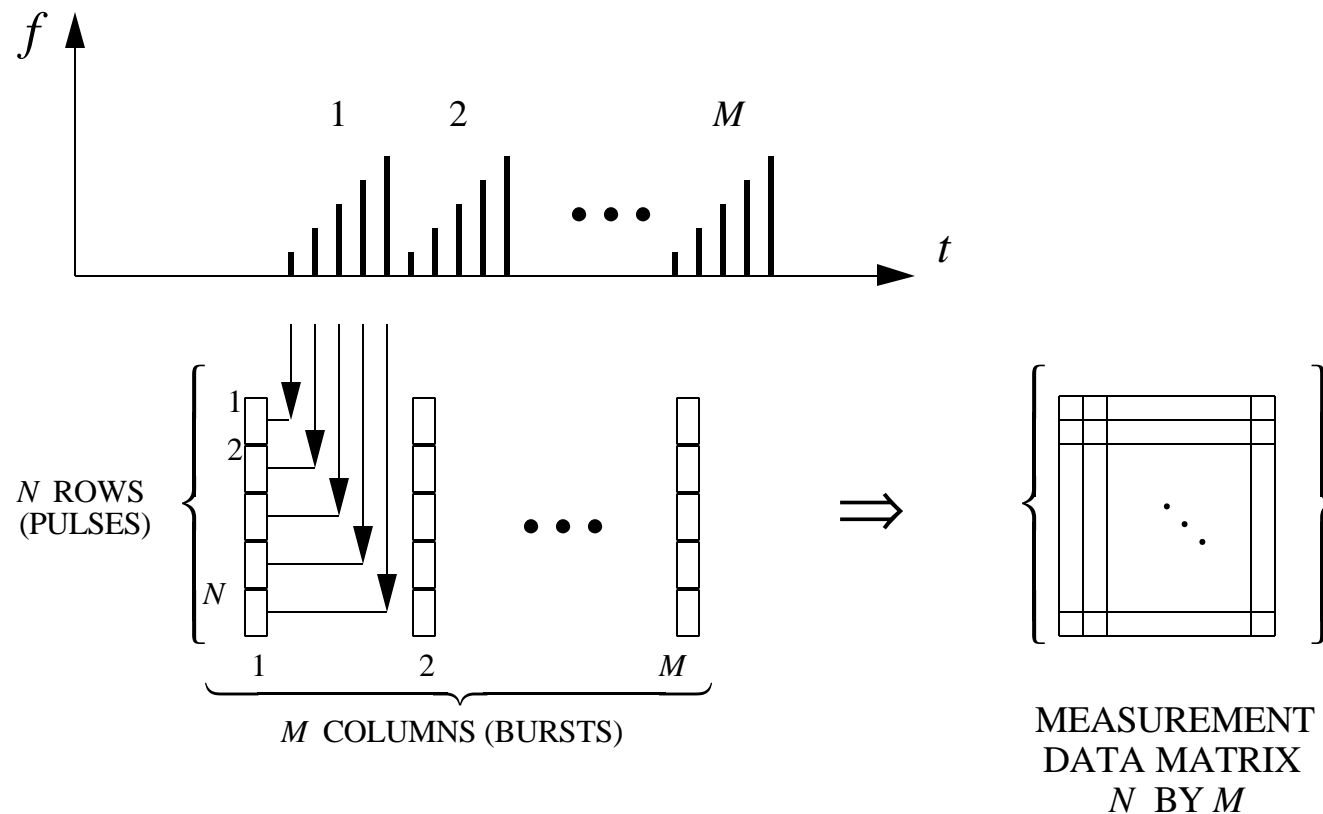 f
1 2 M
t
1
2
N ROWS
(PULSES)
N
1 2 M
M COLUMNS (BURSTS)
⇒
MEASUREMENT
DATA MATRIX
N BY M